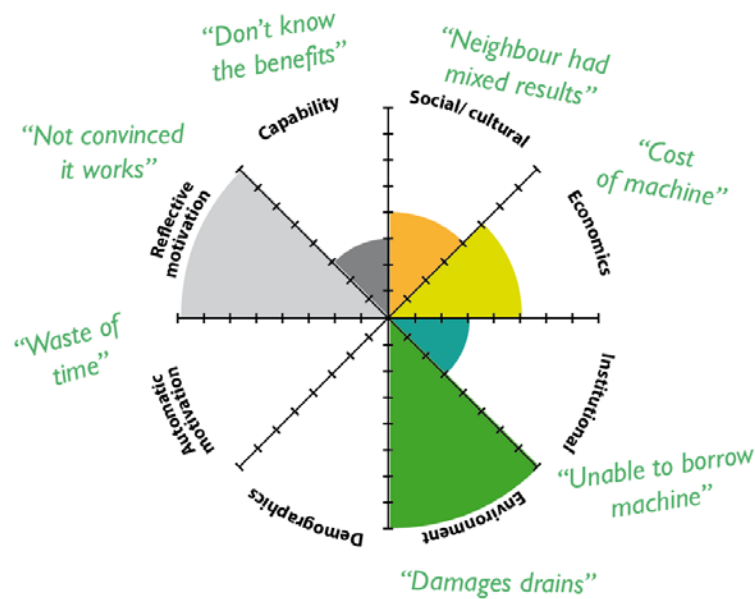 “Don’t know
the benefits”
“Neighbour had
mixed results”
Capability
Social/ cultural
“Not convinced
it works”
“Cost
of machine”
Reflective
motivation
Economics
“Waste of
time”
Automatic
motivation
Institutional
“Unable to borrow
machine”
Demographics
Environment
“Damages drains”